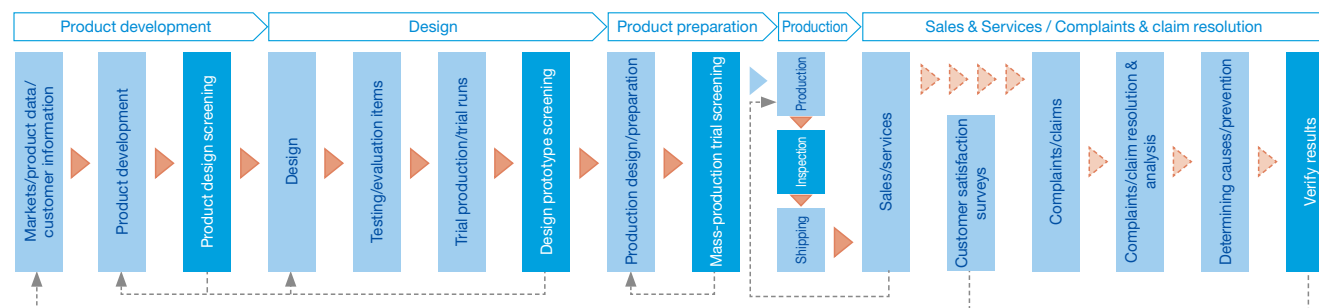 Product development
Design
Product preparation
Production
Sales & Services / Complaints & claim resolution
Markets/product data/
customer information
Product development
Product design screening
Design
Testing/evaluation items
Trial production/trial runs
Design prototype screening
Production design/preparation
Mass-production trial screening
Production
Inspection
Shipping
Sales/services
Customer satisfaction
surveys
Complaints/claims
Complaints/claim resolution &
analysis
Determining causes/prevention
Verify results